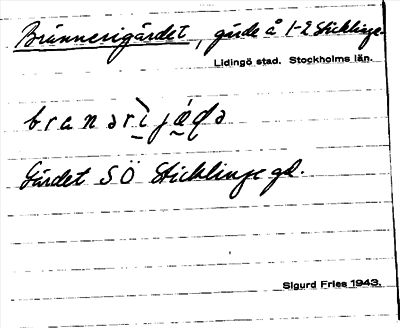 Brännerigärdet, gärde å 1-2 Sticklinge.
Lidingö stad. Stockholms län.
Gärdet SÖ Sticklinge gd.
Sigurd Fries 1943.